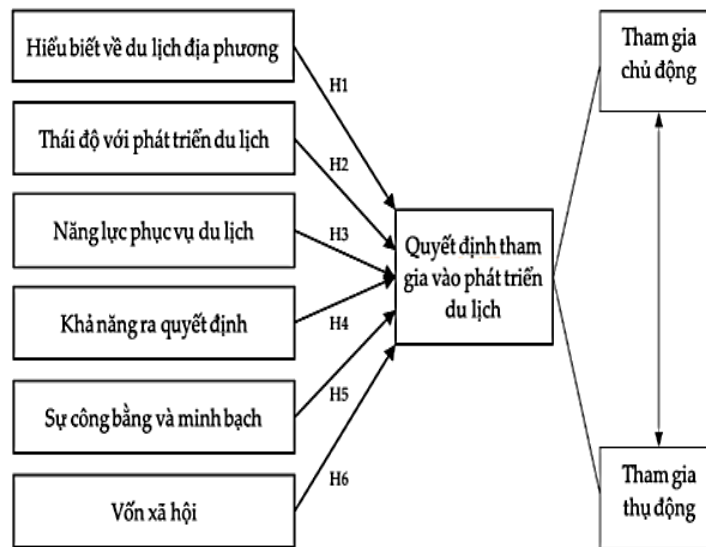 Hiểu biết về du lịch địa phương
Thái độ với phát triển du lịch
Năng lực phục vụ du lịch
Khả năng ra quyết định
Sự công bằng và minh bạch
Vốn xã hội
H1
H2
H3
H4
H5
H6
Quyết định tham
gia vào phát triển
du lịch
Tham gia
chủ động
Tham gia
thụ động